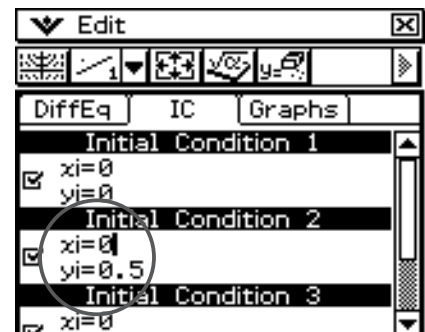 Edit
1 y=
DiffEq IC Graphs
Initial Condition 1
xi=0
yi=0
Initial Condition 2
xi=0
yi=0.5
Initial Condition 3
xi=0